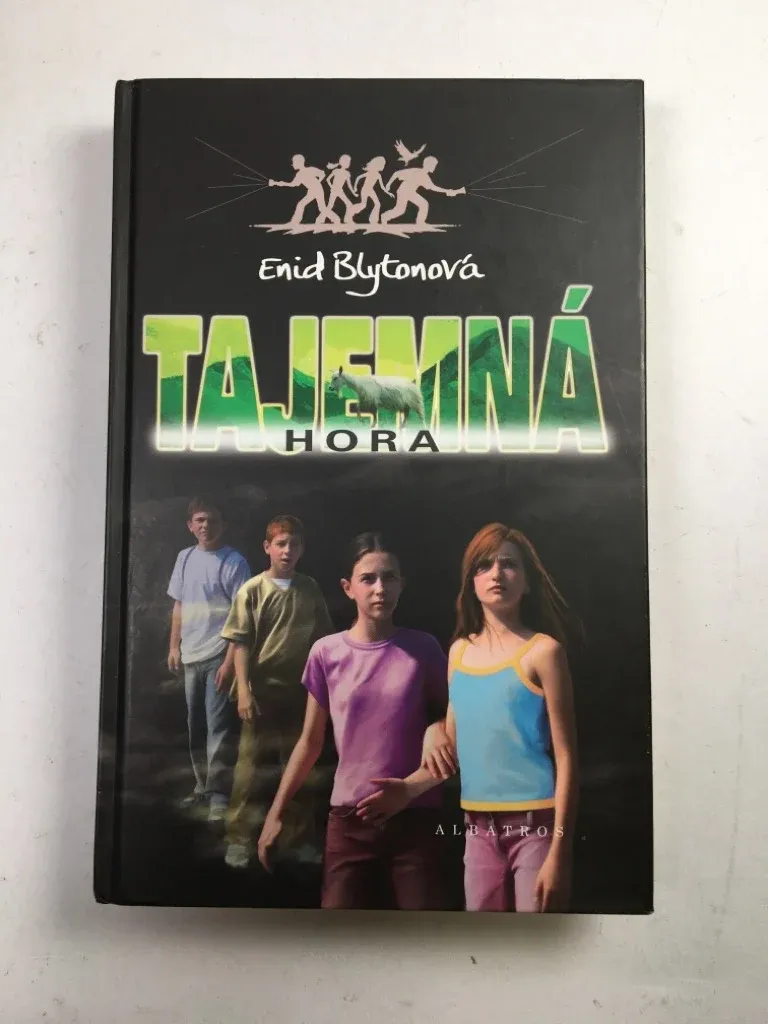 Enid Blytonová
TAJEMNÁ
HORA
ALBATROS